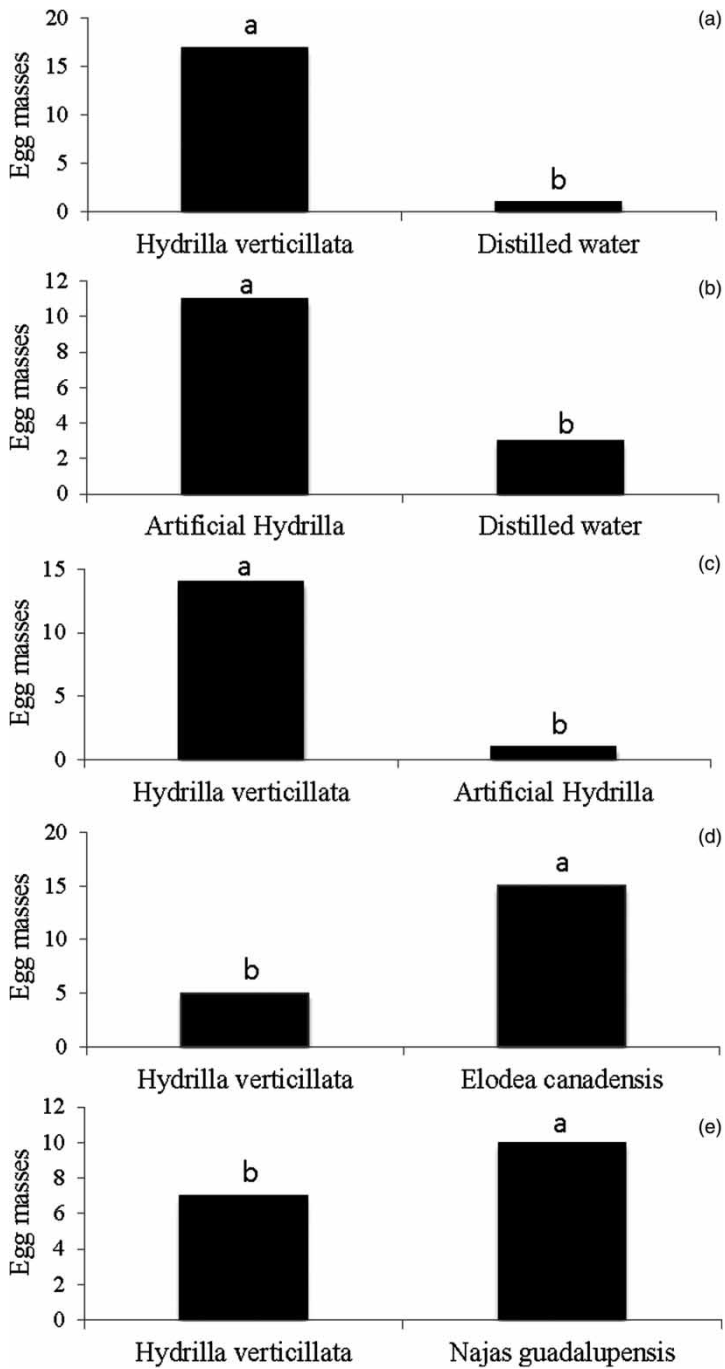 (a)
Egg masses
20
15
10
5
0
a
b
Hydrilla verticillata
Distilled water
(b)
Egg masses
12
10
8
6
4
2
0
a
b
Artificial Hydrilla
Distilled water
(c)
Egg masses
15
10
5
0
a
b
Hydrilla verticillata
Artificial Hydrilla
(d)
Egg masses
20
15
10
5
0
b
a
Hydrilla verticillata
Elodea canadensis
(e)
Egg masses
12
10
8
6
4
2
0
b
a
Hydrilla verticillata
Najas guadalupensis